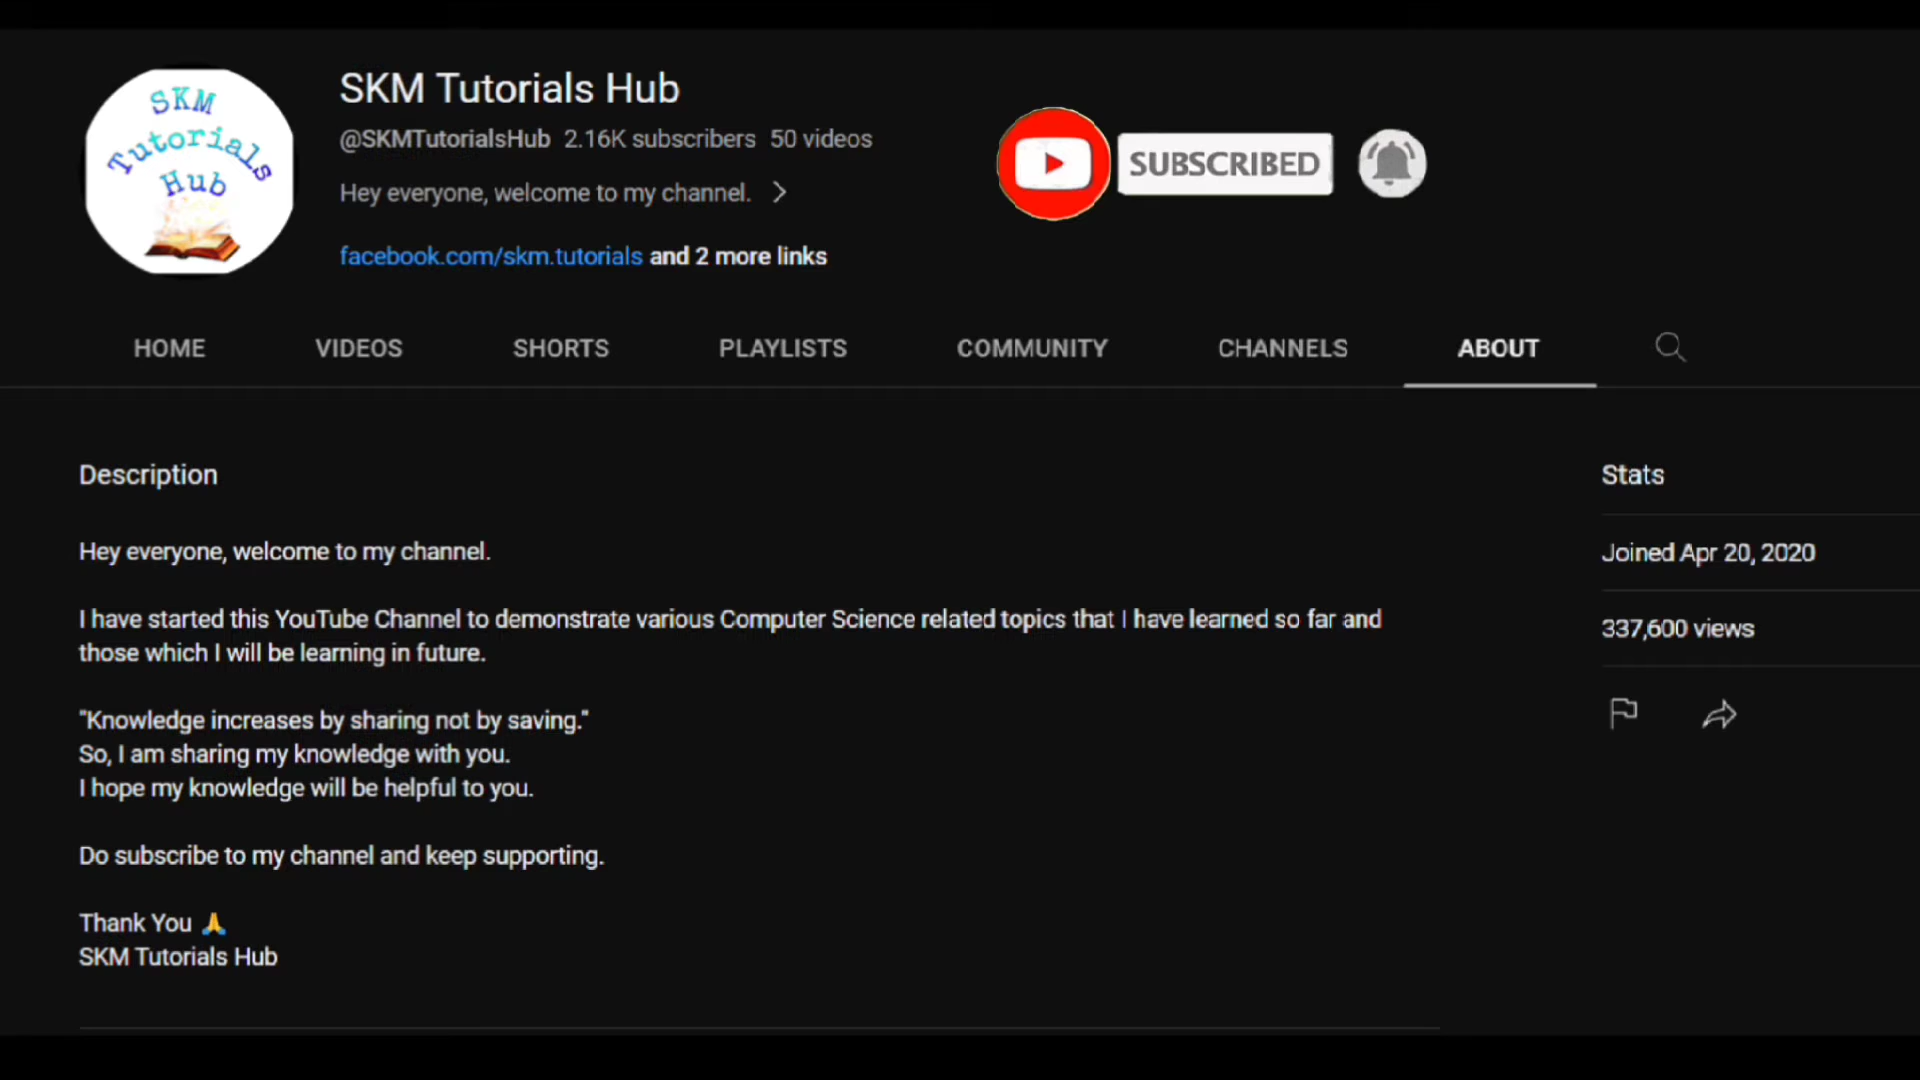 SKM
Tutorials
Hub
SKM Tutorials Hub
@SKMTutorialsHub 2.16K subscribers 50 videos
Hey everyone, welcome to my channel.
facebook.com/skm.tutorials and 2 more links
SUBSCRIBED
HOME VIDEOS SHORTS PLAYLISTS COMMUNITY CHANNELS ABOUT
Description
Hey everyone, welcome to my channel.
I have started this YouTube Channel to demonstrate various Computer Science related topics that I have learned so far and
those which I will be learning in future.
"Knowledge increases by sharing not by saving."
So, I am sharing my knowledge with you.
I hope my knowledge will be helpful to you.
Do subscribe to my channel and keep supporting.
Thank You 🙏
SKM Tutorials Hub
Stats
Joined Apr 20, 2020
337,600 views